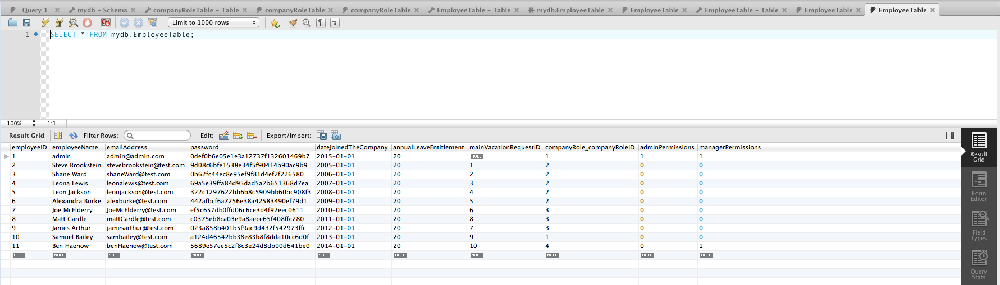 Query 1 mydb - Schema companyRoleTable - Table companyRoleTable companyRoleTable EmployeeTable - Table mydb.EmployeeTable EmployeeTable EmployeeTable - Table EmployeeTable EmployeeTable
Limit to 1000 rows
1 SELECT * FROM mydb.EmployeeTable;
100% 1:1
Result Grid Filter Rows: Edit: Export/Import:
employeeID employeeName emailAddress password dateJoinedTheCompany annualLeaveEntitlement mainVacationRequestID companyRole_companyRoleID adminPermissions managerPermissions
1 admin admin@admin.com 0def0b6e05e1e3a12737f132601469b7 2015-01-01 20 NULL 1 1 1
2 Steve Brookstein stevebrookstein@test.com 9d08c6bfe1538e34f5f90414b90ac9b9 2005-01-01 20 1 2 0 0
3 Shane Ward shaneWard@test.com 0b62fc44ec8e95ef9f81d4ef2f226580 2006-01-01 20 2 2 0 0
4 Leona Lewis leonalewis@test.com 69a5e39ffa84d95dad5a7b651368d7ea 2007-01-01 20 3 2 0 0
5 Leon Jackson leonjackson@test.com 322c1297622bb6b8c5909bb60bc908f3 2008-01-01 20 4 2 0 0
6 Alexandra Burke alexburke@test.com 442afbcf6a7256e38a42583490ef79d1 2009-01-01 20 5 2 0 0
7 Joe McElderry JoeMcElderry@test.com ef5c657db0ffd06c6ce3d4f92eec0611 2010-01-01 20 6 3 0 0
8 Matt Cardle mattCardle@test.com c0375eb8ca03e9a8aece65f408ffc280 2011-01-01 20 8 3 0 0
9 James Arthur jamesarthur@test.com 023a858b401b5f9ac9d432f542973ffc 2012-01-01 20 7 3 0 0
10 Samuel Bailey sambailey@test.com a124d46542bb38e83b8f8dda10cc6d0f 2013-01-01 20 9 1 0 0
11 Ben Haenow benHaenow@test.com 5689e57ee5c2f8c3e24d8db00d641be0 2014-01-01 20 10 4 0 1
NULL NULL NULL NULL NULL NULL NULL NULL NULL NULL
Result
Grid
Form
Editor
Field
Types
Query
Stats